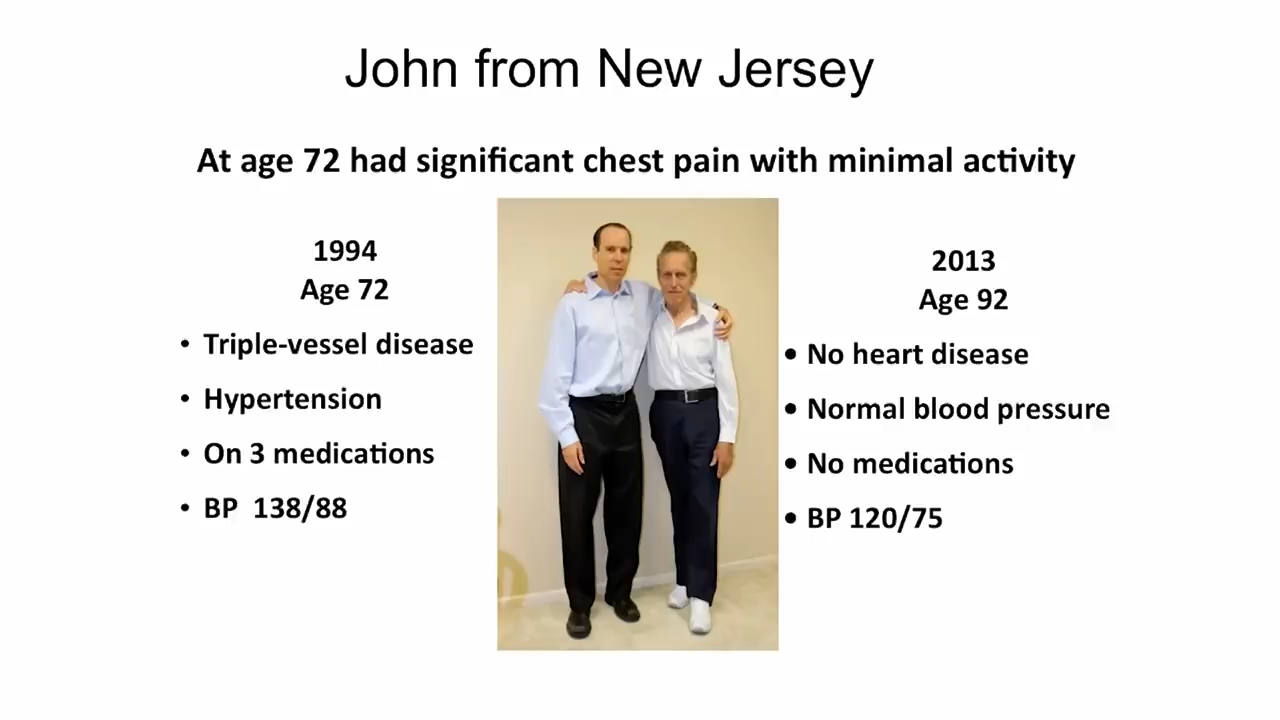 John from New Jersey
At age 72 had significant chest pain with minimal activity
1994
Age 72
• Triple-vessel disease
• Hypertension
• On 3 medications
• BP  138/88
2013
Age 92
• No heart disease
• Normal blood pressure
• No medications
• BP 120/75